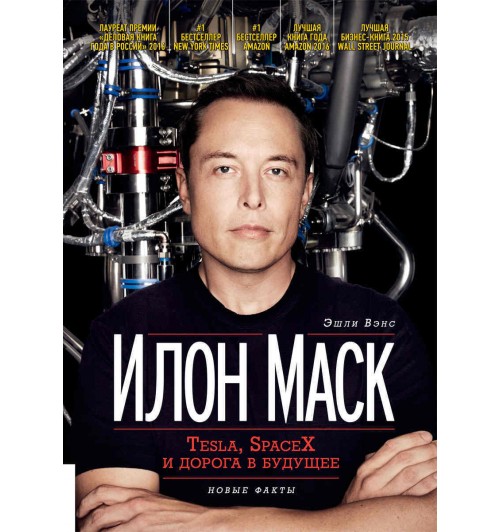 ЛАУРЕАТ ПРЕМИИ
«ДЕЛОВАЯ КНИГА
ГОДА В РОССИИ» 2016
#1
БЕСТСЕЛЛЕР
NEW YORK TIMES
#1
БЕСТСЕЛЛЕР
AMAZON
ЛУЧШАЯ
КНИГА ГОДА
AMAZON 2016
ЛУЧШАЯ
БИЗНЕС-КНИГА 2015
WALL STREET JOURNAL
ЭШЛИ ВЭНС
ИЛОН МАСК
TESLA, SPACEX
И ДОРОГА В БУДУЩЕЕ
НОВЫЕ ФАКТЫ